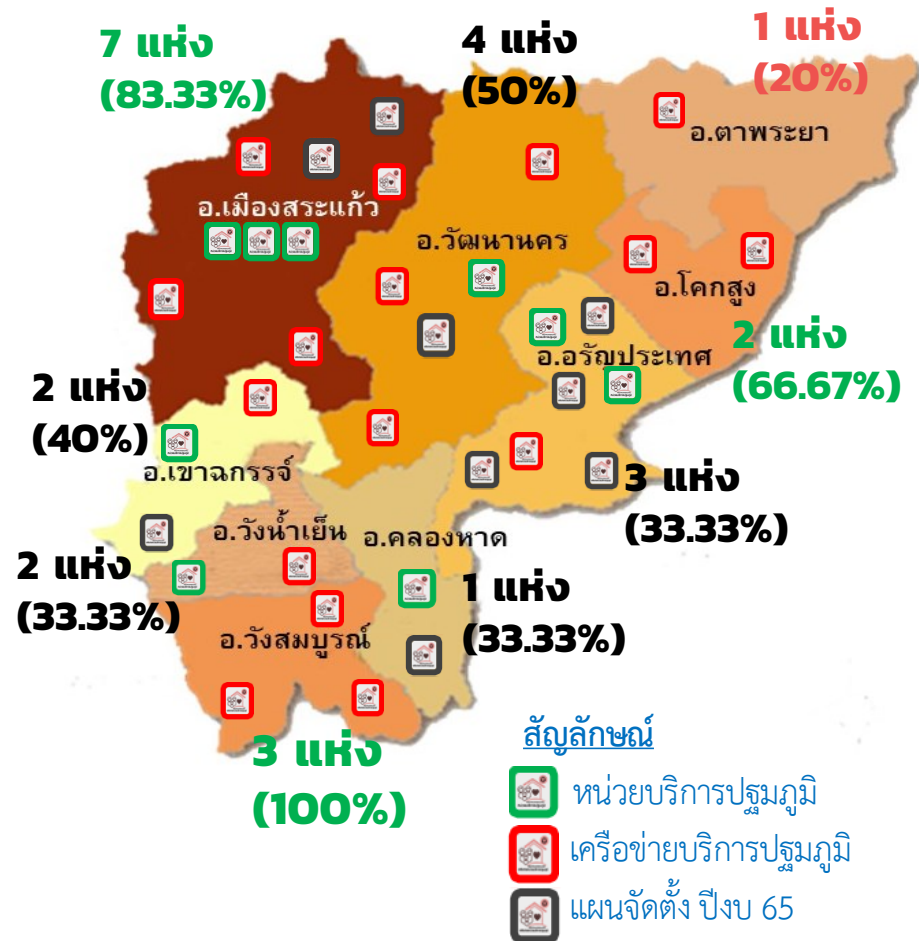 7 แห่ง
(83.33%)
4 แห่ง
(50%)
1 แห่ง
(20%)
อ.ตาพระยา
อ.เมืองสระแก้ว
อ.วัฒนานคร
อ.โคกสูง
2 แห่ง
(66.67%)
อ.อรัญประเทศ
2 แห่ง
(40%)
อ.เขาฉกรรจ์
3 แห่ง
(33.33%)
อ.วังน้ำเย็น
อ.คลองหาด
2 แห่ง
(33.33%)
1 แห่ง
(33.33%)
อ.วังสมบูรณ์
3 แห่ง
(100%)
สัญลักษณ์
หน่วยบริการปฐมภูมิ
เครือข่ายบริการปฐมภูมิ
แผนจัดตั้ง ปีงบ 65